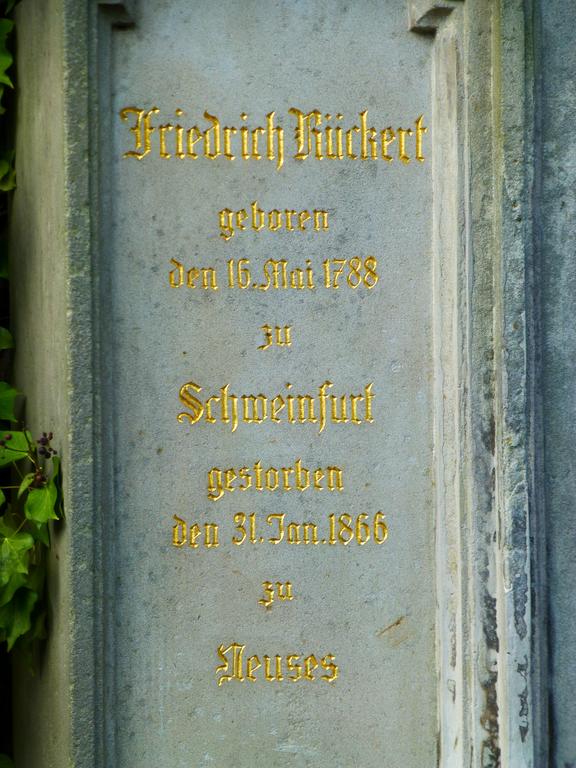 Friedrich Rückert
geboren
den 16. Mai 1788
zu
Schweinfurt
gestorben
den 31. Jan. 1866
zu
Neuses